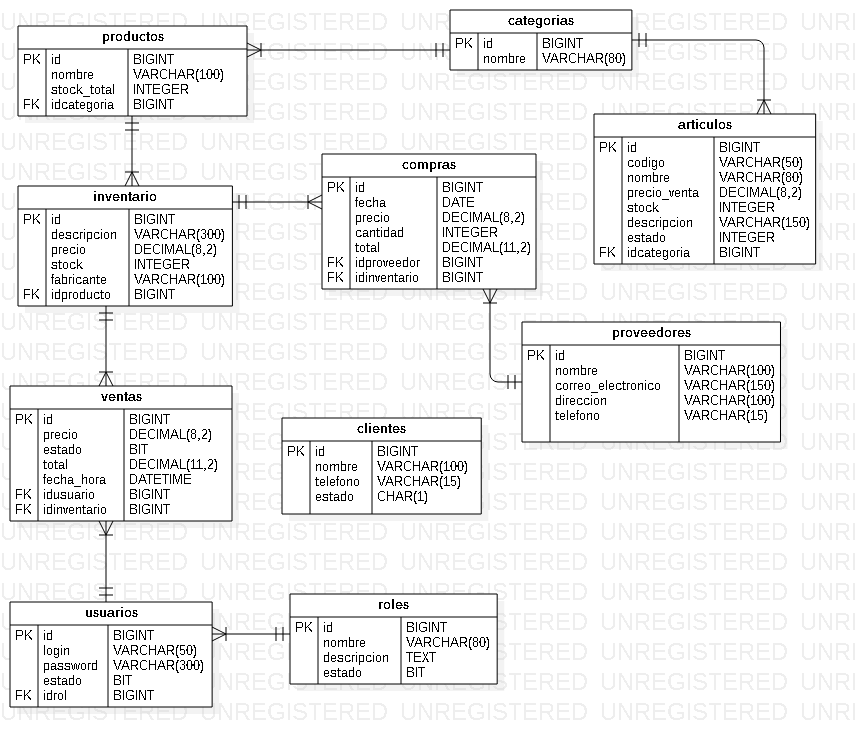 categorias
PK id BIGINT
nombre VARCHAR(80)
productos
PK id BIGINT
nombre VARCHAR(100)
stock_total INTEGER
FK idcategoria BIGINT
articulos
PK id BIGINT
codigo VARCHAR(50)
nombre VARCHAR(80)
precio_venta DECIMAL(8,2)
stock INTEGER
descripcion VARCHAR(150)
estado INTEGER
FK idcategoria BIGINT
compras
PK id BIGINT
fecha DATE
precio DECIMAL(8,2)
cantidad INTEGER
total DECIMAL(11,2)
FK idproveedor BIGINT
FK idinventario BIGINT
inventario
PK id BIGINT
descripcion VARCHAR(300)
precio DECIMAL(8,2)
stock INTEGER
fabricante VARCHAR(100)
FK idproducto BIGINT
proveedores
PK id BIGINT
nombre VARCHAR(100)
correo_electronico VARCHAR(150)
direccion VARCHAR(100)
telefono VARCHAR(15)
ventas
PK id BIGINT
precio DECIMAL(8,2)
estado BIT
total DECIMAL(11,2)
fecha_hora DATETIME
FK idusuario BIGINT
FK idinventario BIGINT
clientes
PK id BIGINT
nombre VARCHAR(100)
telefono VARCHAR(15)
estado CHAR(1)
usuarios
PK id BIGINT
login VARCHAR(50)
password VARCHAR(300)
estado BIT
FK idrol BIGINT
roles
PK id BIGINT
nombre VARCHAR(80)
descripcion TEXT
estado BIT
UNREGISTERED